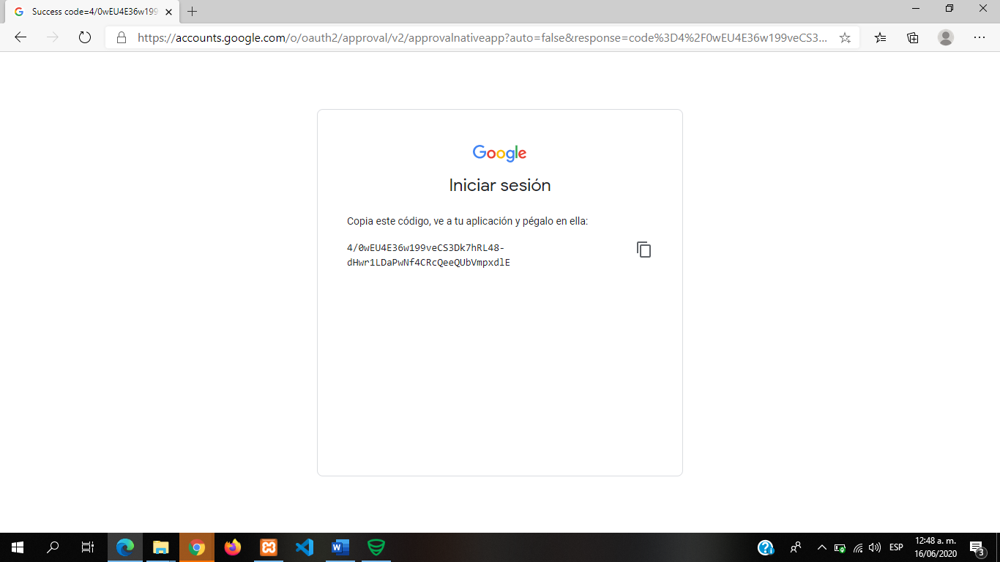 Success code=4/0wEU4E36w199
https://accounts.google.com/o/oauth2/approval/v2/approvalnativeapp?auto=false&response=code%3D4%2F0wEU4E36w199veCS3...
Google
Iniciar sesión
Copia este código, ve a tu aplicación y pégalo en ella:
4/0wEU4E36w199veCS3Dk7hRL48-
dHwr1LDaPwNf4CRcQeeQUbVmpxdlE
ESP
12:48 a. m.
16/06/2020
3